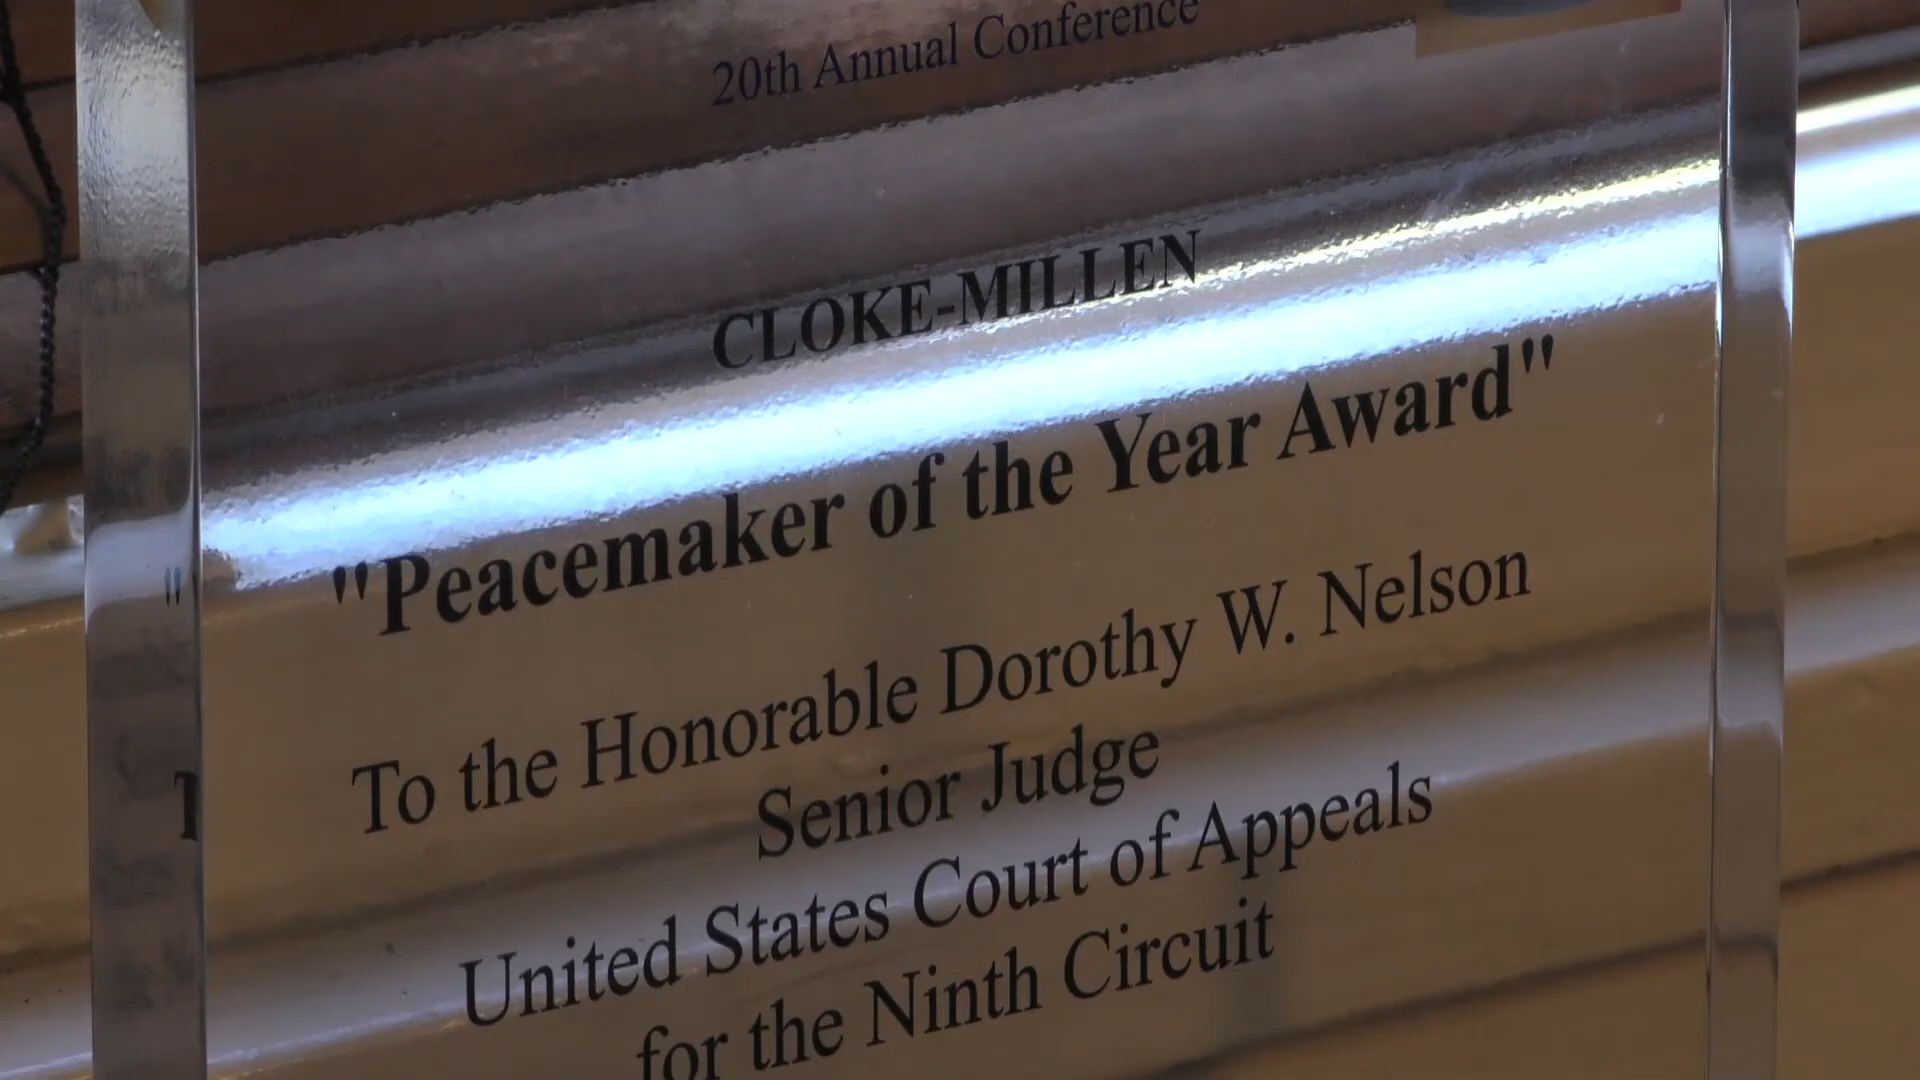 20th Annual Conference
CLOKE-MILLEN
"Peacemaker of the Year Award"
To the Honorable Dorothy W. Nelson
Senior Judge
United States Court of Appeals
for the Ninth Circuit